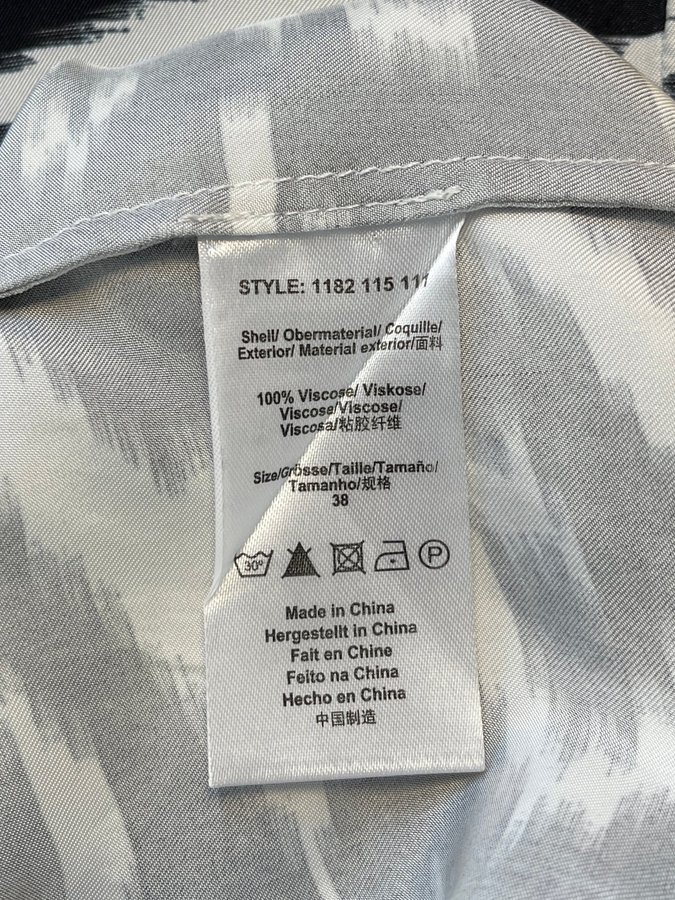 STYLE: 1182 115 111
Shell/ Obermaterial/ Coquille/
Exterior/ Material exterior/面料
100% Viscose/ Viskose/
Viscose/Viscose/
Viscosa/粘胶纤维
Size/Grösse/Taille/Tamaño/
Tamanho/规格
38
30°
P
Made in China
Hergestellt in China
Fait en Chine
Feito na China
Hecho en China
中国制造